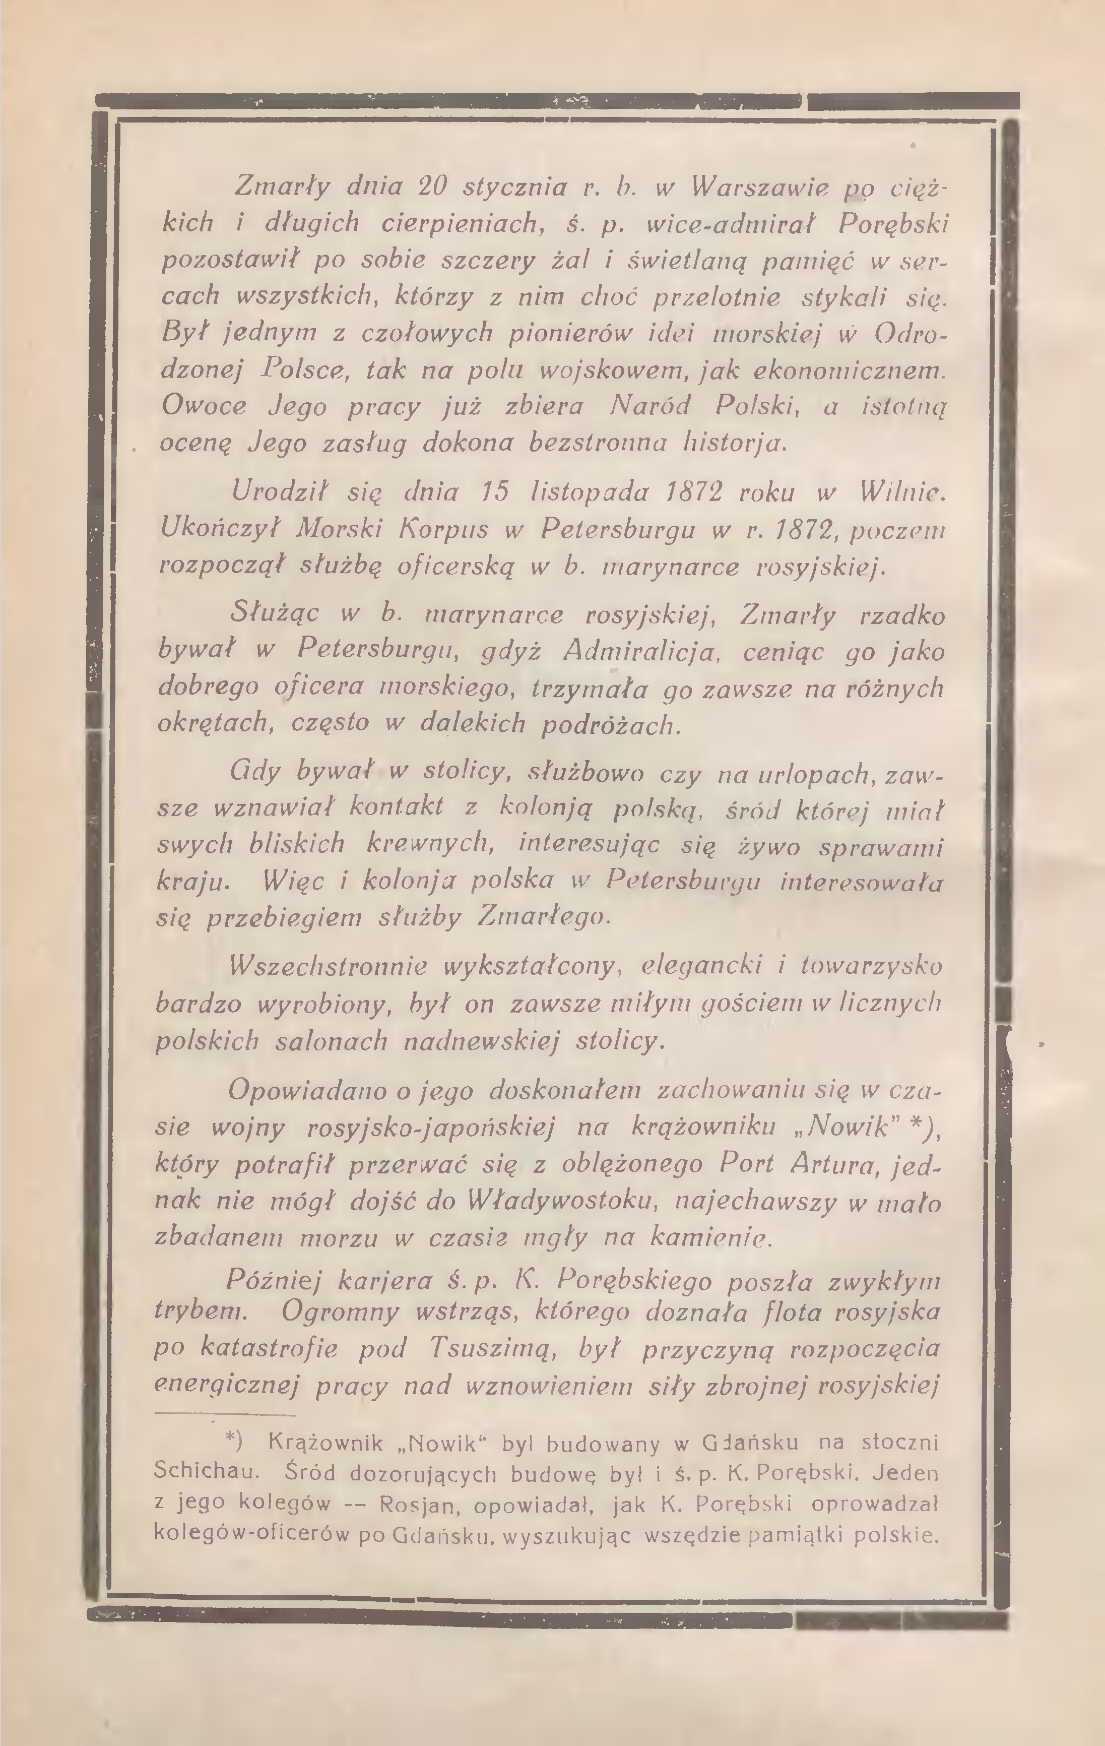 Zmarły dnia 20 stycznia r. b. w Warszawie po cięż-
kich i długich cierpieniach, ś. p. wice-admirał Porębski
pozostawił po sobie szczery żal i świetlaną pamięć w ser-
cach wszystkich, którzy z nim choć przelotnie stykali się.
Był jednym z czołowych pionierów idei morskiej w Odro-
dzonej Polsce, tak na polu wojskowem, jak ekonomicznem.
Owoce Jego pracy już zbiera Naród Polski, a istotną
ocenę Jego zasług dokona bezstronna historja.
Urodził się dnia 15 listopada 1872 roku w Wilnie.
Ukończył Morski Korpus w Petersburgu w r. 1872, poczem
rozpoczął służbę oficerską w b. marynarce rosyjskiej.
Służąc w b. marynarce rosyjskiej, Zmarły rzadko
bywał w Petersburgu, gdyż Admiralicja, ceniąc go jako
dobrego oficera morskiego, trzymała go zawsze na różnych
okrętach, często w dalekich podróżach.
Gdy bywał w stolicy, służbowo czy na urlopach, zaw-
sze wznawiał kontakt z kolonją polską, śród której miał
swych bliskich krewnych, interesując się żywo sprawami
kraju. Więc i kolonja polska w Petersburgu interesowała
się przebiegiem służby Zmarłego.
Wszechstronnie wykształcony, elegancki i towarzysko
bardzo wyrobiony, był on zawsze miłym gościem w licznych
polskich salonach nadnewskiej stolicy.
Opowiadano o jego doskonałem zachowaniu się w cza-
sie wojny rosyjsko-japońskiej na krążowniku „Nowik" *),
który potrafił przerwać się z oblężonego Port Artura, jed-
nak nie mógł dojść do Władywostoku, najechawszy w mało
zbadanem morzu w czasie mgły na kamienie.
Później karjera ś. p. K. Porębskiego poszła zwykłym
trybem. Ogromny wstrząs, którego doznała flota rosyjska
po katastrofie pod Tsuszimą, był przyczyną rozpoczęcia
energicznej pracy nad wznowieniem siły zbrojnej rosyjskiej
*) Krążownik „Nowik" był budowany w Gdańsku na stoczni
Schichau. Śród dozorujących budowę był i ś. p. K. Porębski. Jeden
z jego kolegów — Rosjan, opowiadał, jak K. Porębski oprowadzał
kolegów-oficerów po Gdańsku, wyszukując wszędzie pamiątki polskie.